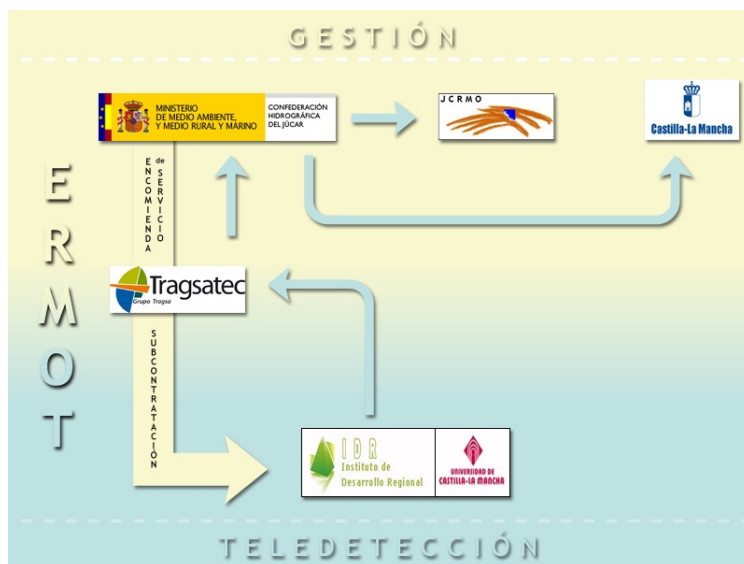 GESTIÓN
MINISTERIO
DE MEDIO AMBIENTE,
Y MEDIO RURAL Y MARINO
CONFEDERACIÓN
HIDROGRÁFICA
DEL JÚCAR
JCRMO
Castilla-La Mancha
ENCOMIENDA
de SERVICIO
ERMOT
Tragsatec
Grupo Tragsa
SUBCONTRATACIÓN
IDR
Instituto de
Desarrollo Regional
UNIVERSIDAD DE
CASTILLA-LA MANCHA
TELEDETECCIÓN